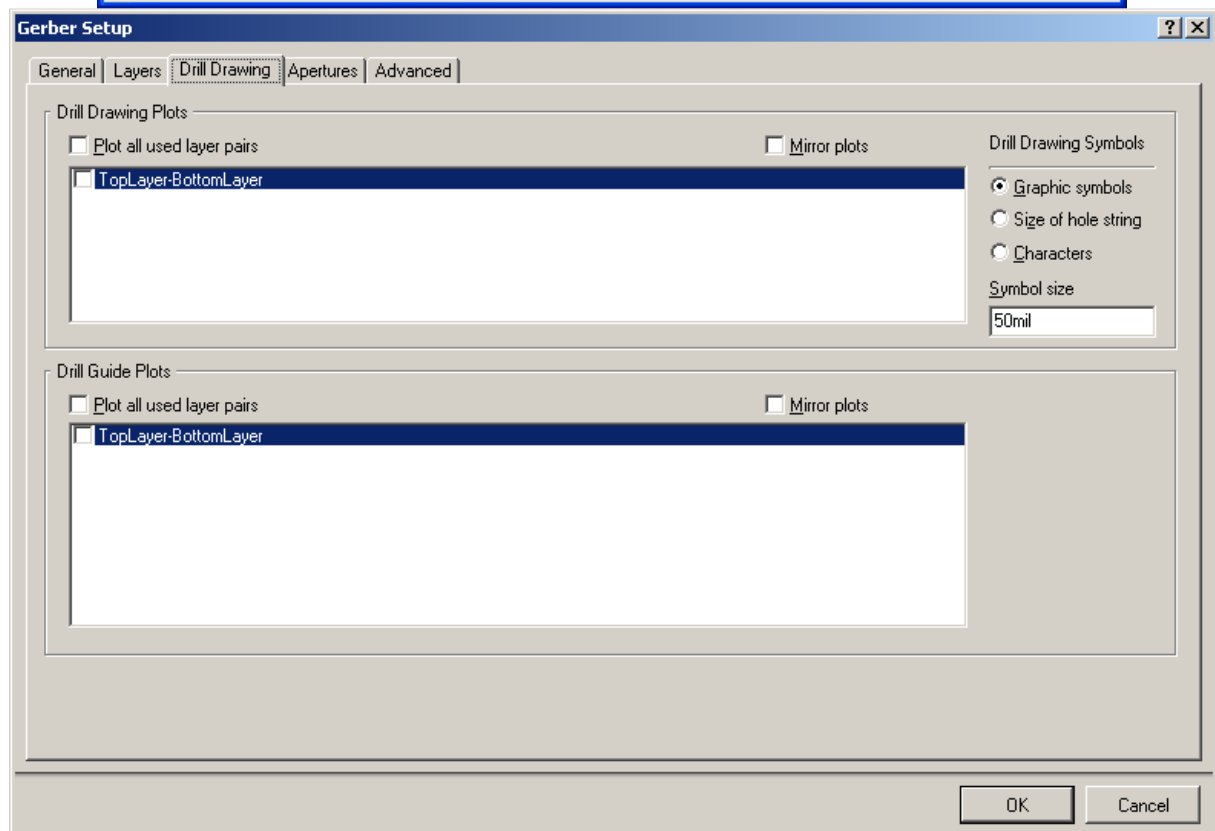 Gerber Setup
General Layers Drill Drawing Apertures Advanced
Drill Drawing Plots
Plot all used layer pairs
Mirror plots
TopLayer-BottomLayer
Drill Drawing Symbols
Graphic symbols
Size of hole string
Characters
Symbol size
50mil
Drill Guide Plots
Plot all used layer pairs
Mirror plots
TopLayer-BottomLayer
OK Cancel